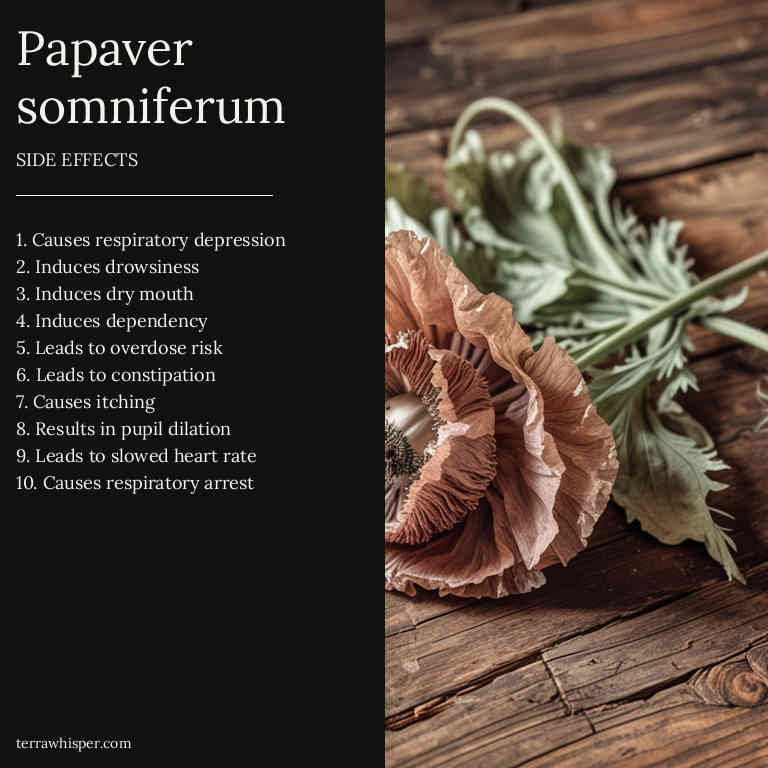 Papaver
somniferum
SIDE EFFECTS
1. Causes respiratory depression
2. Induces drowsiness
3. Induces dry mouth
4. Induces dependency
5. Leads to overdose risk
6. Leads to constipation
7. Causes itching
8. Results in pupil dilation
9. Leads to slowed heart rate
10. Causes respiratory arrest
terrawhisper.com